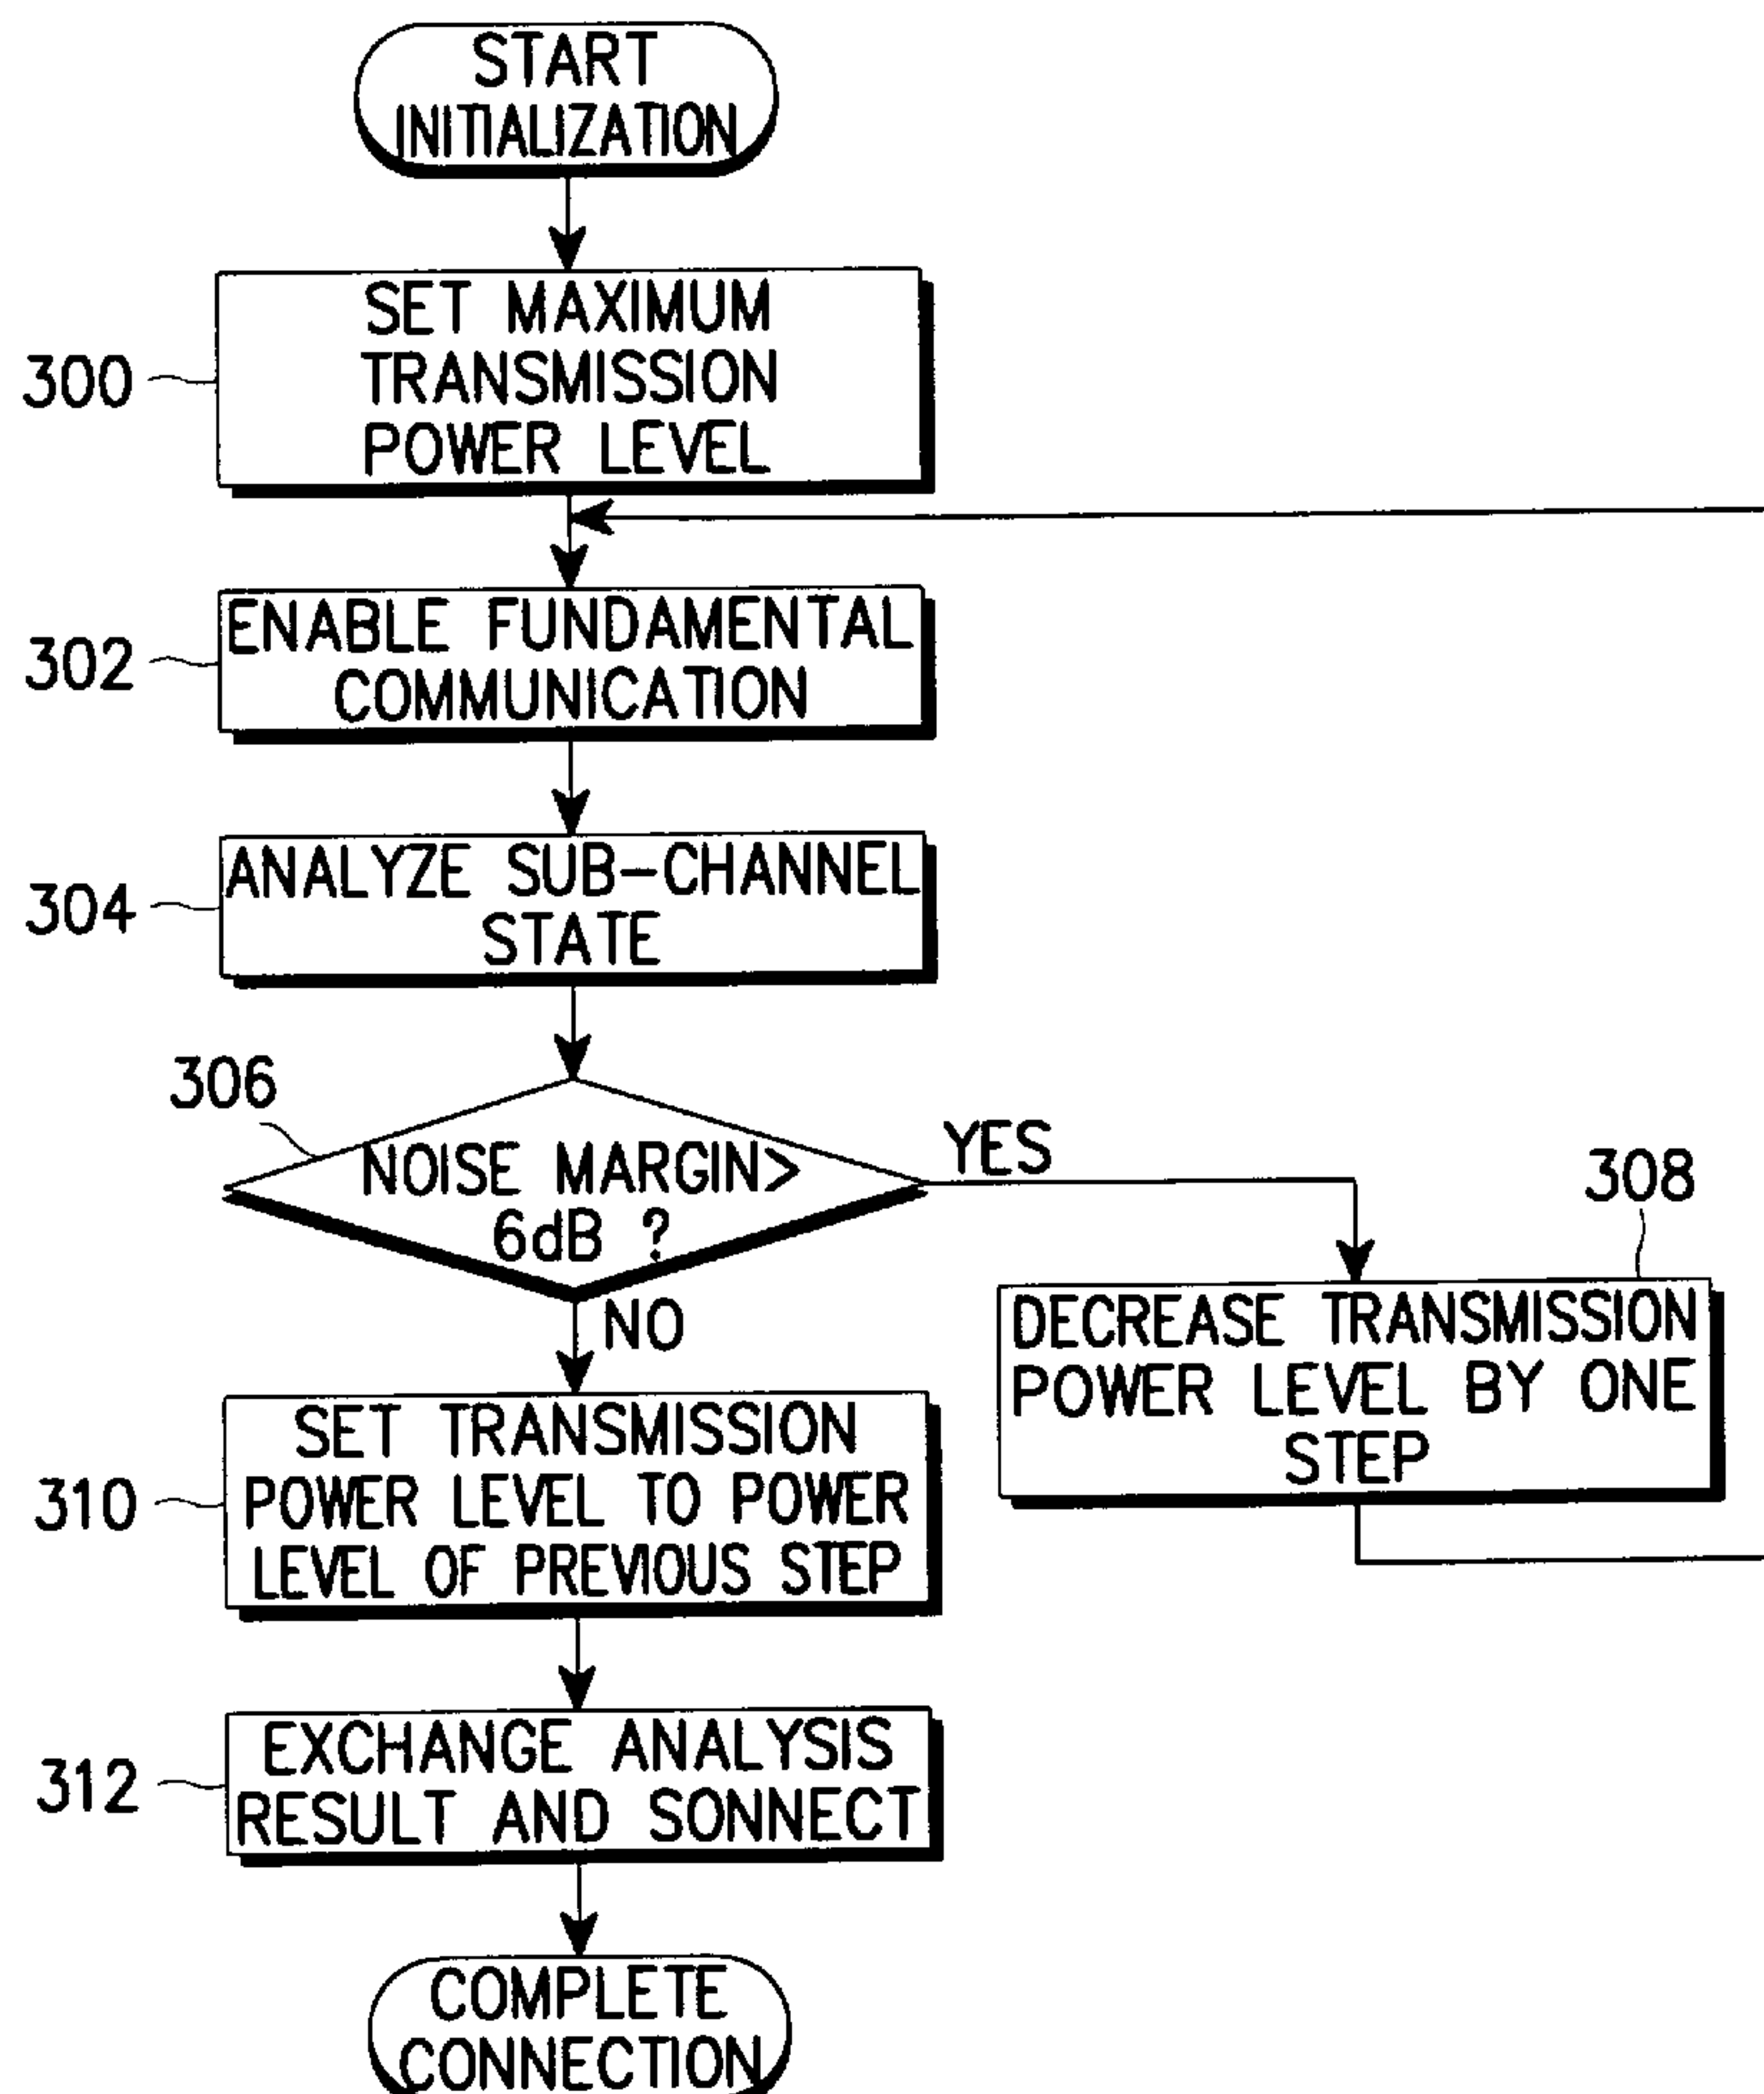 START
INITIALIZATION
300
SET MAXIMUM
TRANSMISSION
POWER LEVEL
302
ENABLE FUNDAMENTAL
COMMUNICATION
304
ANALYZE SUB-CHANNEL
STATE
306
NOISE MARGIN>
6dB ?
YES
NO
308
DECREASE TRANSMISSION
POWER LEVEL BY ONE
STEP
310
SET TRANSMISSION
POWER LEVEL TO POWER
LEVEL OF PREVIOUS STEP
312
EXCHANGE ANALYSIS
RESULT AND SONNECT
COMPLETE
CONNECTION